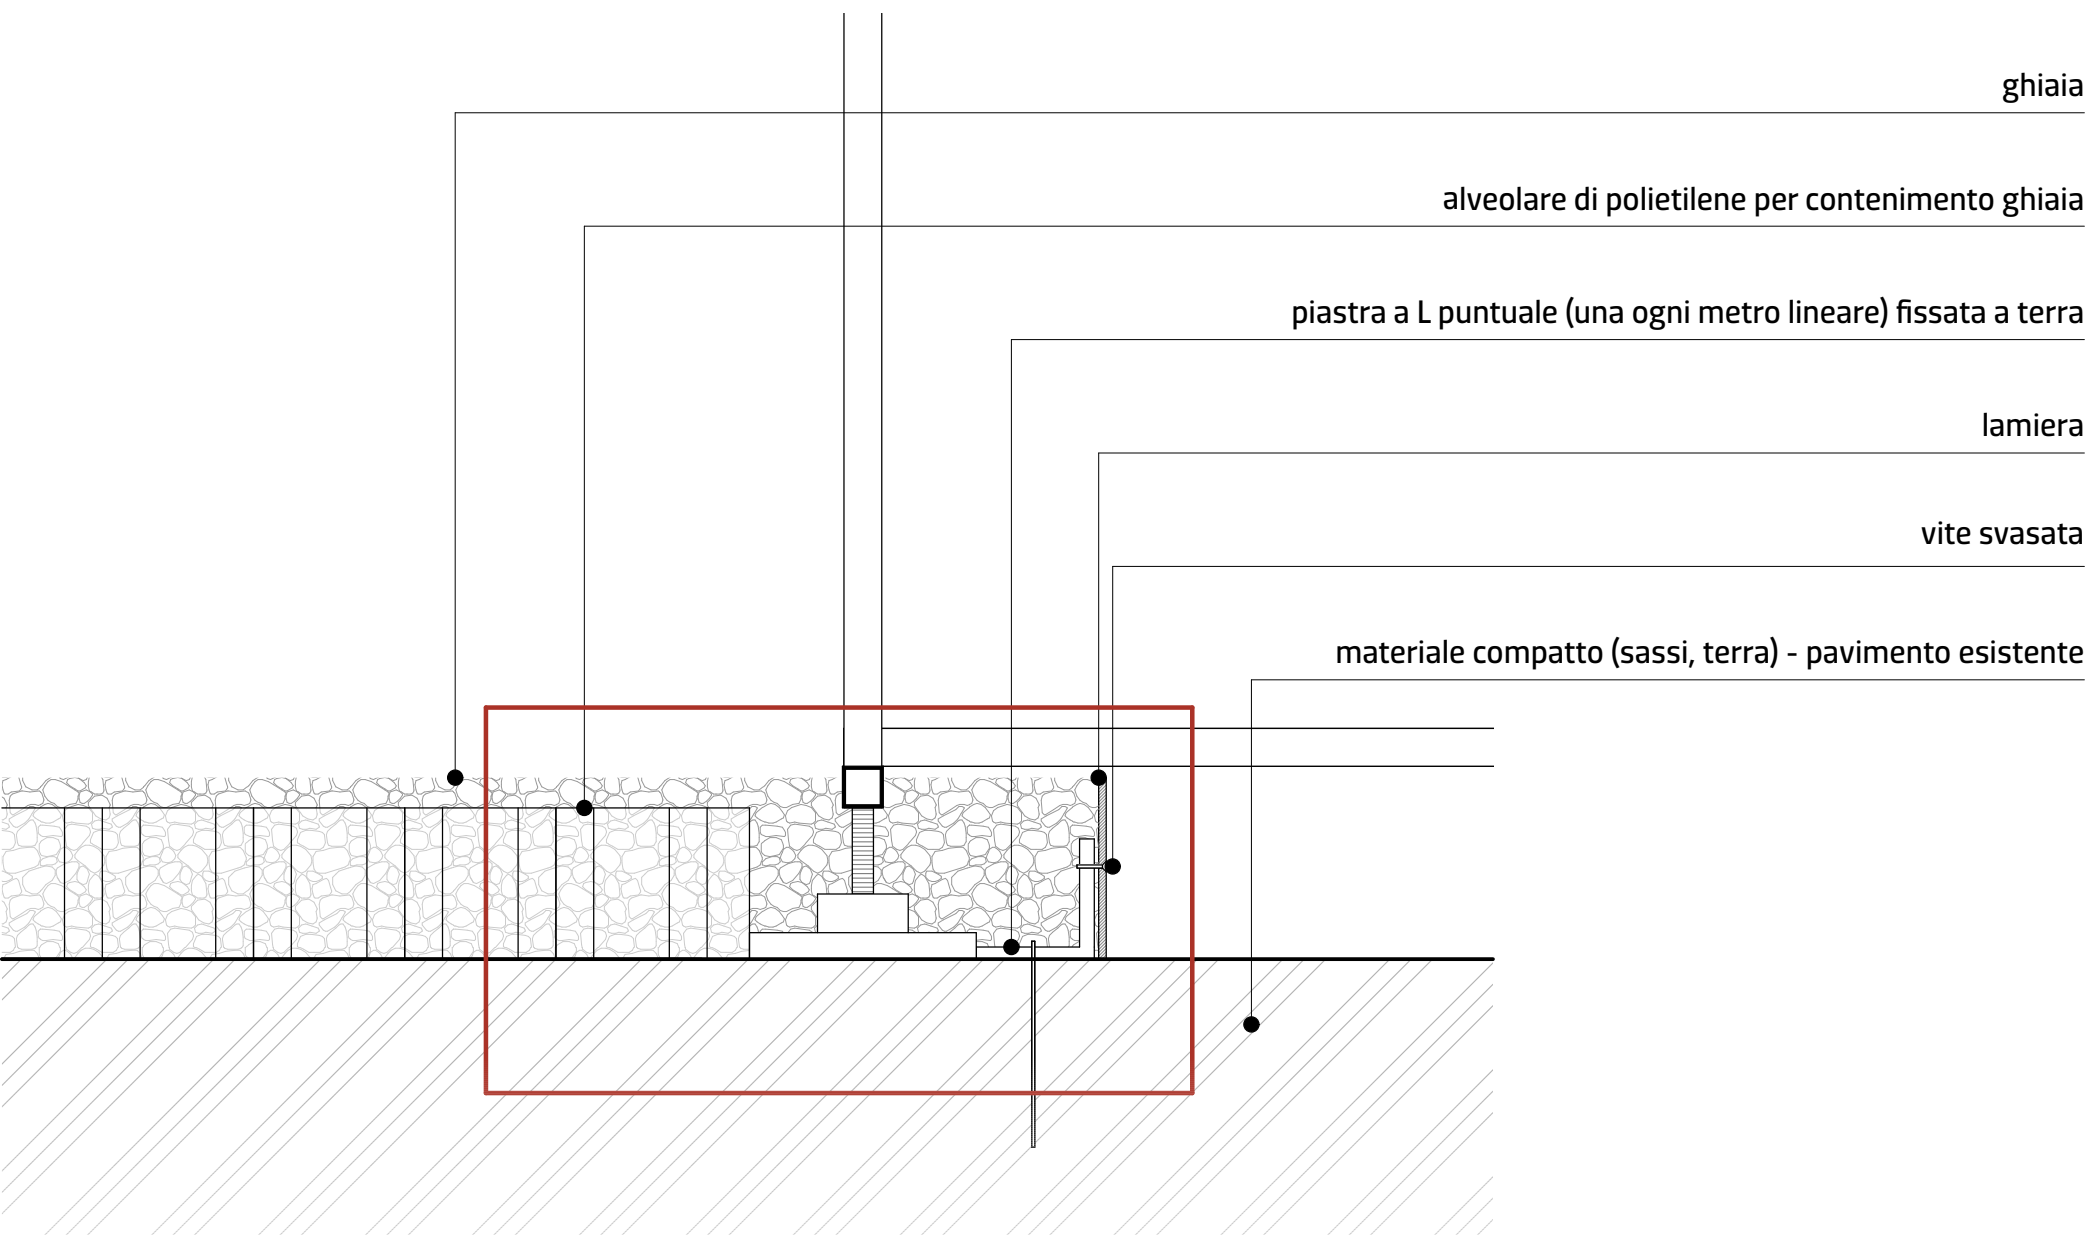 ghiaia
alveolare di polietilene per contenimento ghiaia
piastra a L puntuale (una ogni metro lineare) fissata a terra
lamiera
vite svasata
materiale compatto (sassi, terra) - pavimento esistente